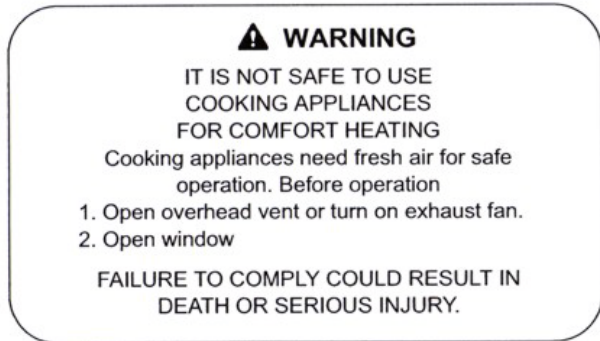 WARNING
IT IS NOT SAFE TO USE
COOKING APPLIANCES
FOR COMFORT HEATING
Cooking appliances need fresh air for safe
operation. Before operation
1. Open overhead vent or turn on exhaust fan.
2. Open window
FAILURE TO COMPLY COULD RESULT IN
DEATH OR SERIOUS INJURY.